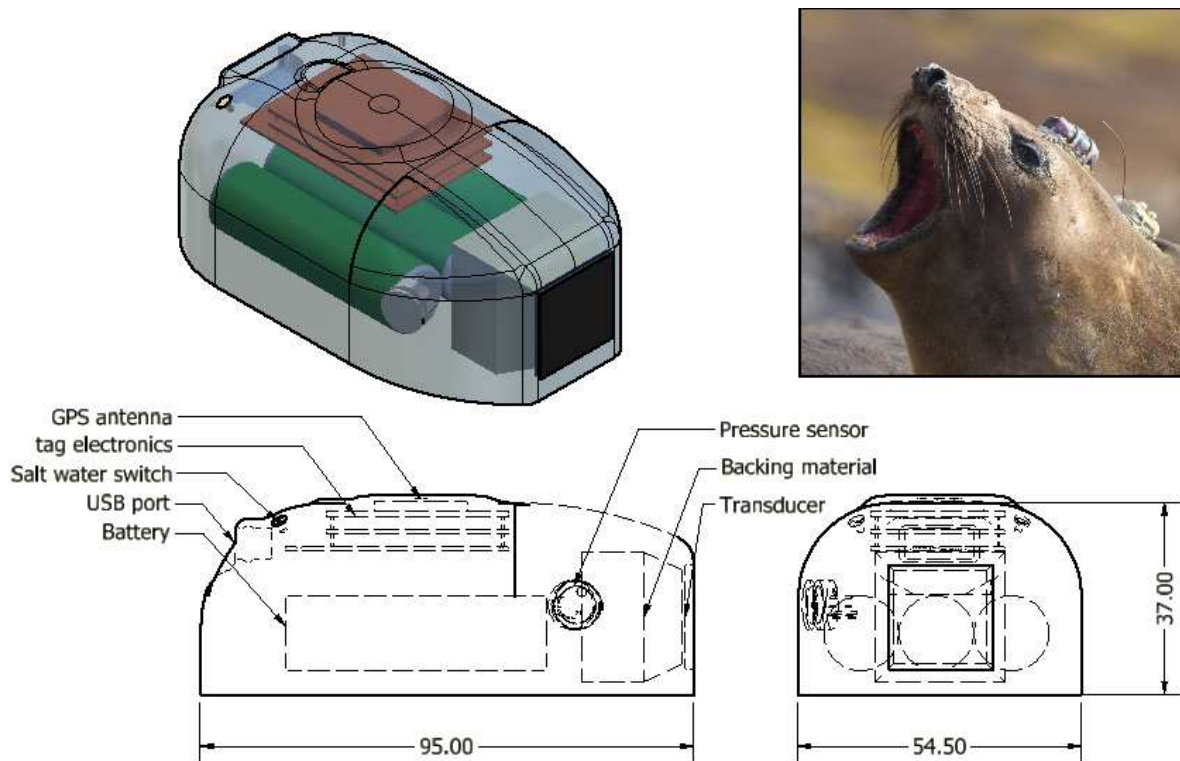 GPS antenna
tag electronics
Salt water switch
USB port
Battery
Pressure sensor
Backing material
Transducer
95.00
54.50
37.00